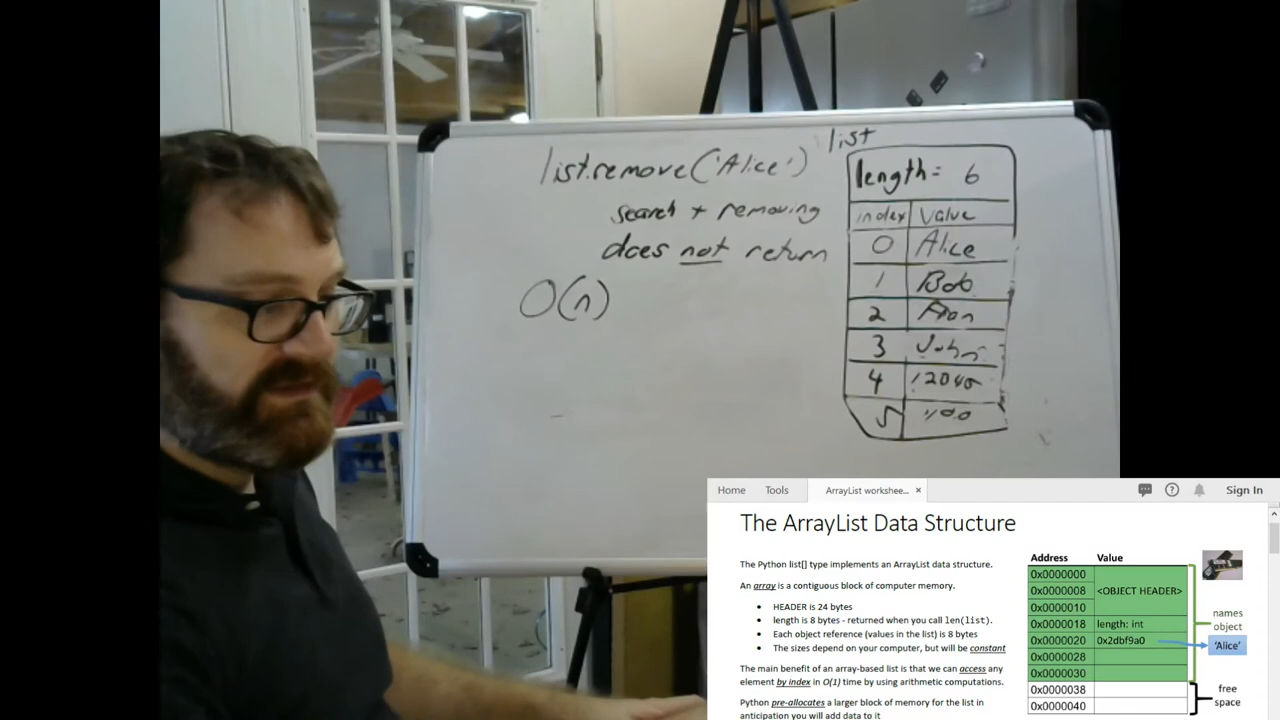 list.remove('Alice')
search + removing
does not return
O(n)
list
length: 6
index value
0 Alice
1 Bob
2
3 John
4
5 100
Home Tools ArrayList workshee... × Sign In
The ArrayList Data Structure
The Python list[] type implements an ArrayList data structure.
An array is a contiguous block of computer memory.
• HEADER is 24 bytes
• length is 8 bytes - returned when you call len(list).
• Each object reference (values in the list) is 8 bytes
• The sizes depend on your computer, but will be constant
The main benefit of an array-based list is that we can access any
element by index in O(1) time by using arithmetic computations.
Python pre-allocates a larger block of memory for the list in
anticipation you will add data to it
Address Value
0x0000000
0x0000008 <OBJECT HEADER>
0x0000010
0x0000018 length: int
0x0000020 0x2dbf9a0
0x0000028
0x0000030
0x0000038
0x0000040
names
object
'Alice'
free
space